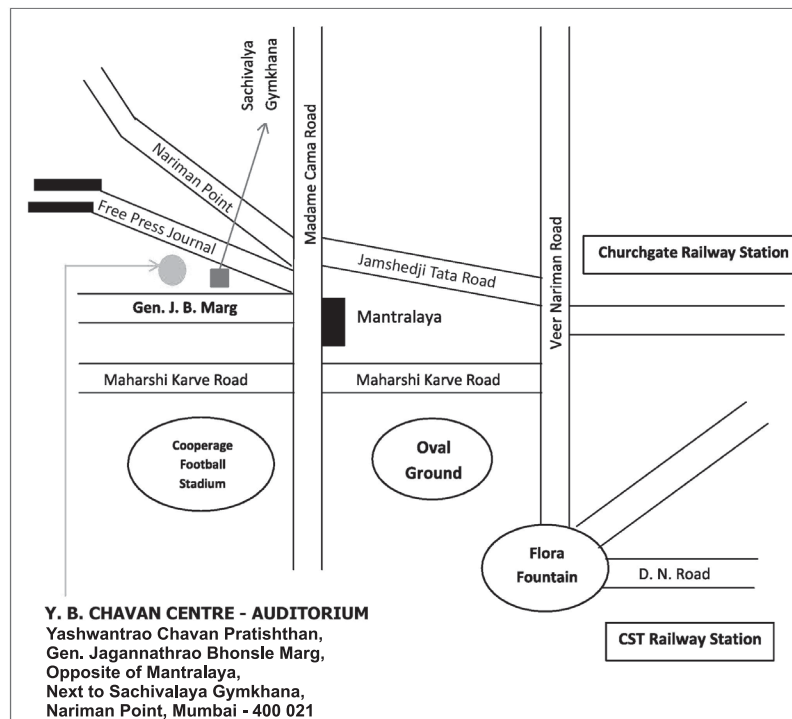 Sachivalya
Gymkhana
Madame Cama Road
Nariman Point
Free Press Journal
Jamshedji Tata Road
Veer Nariman Road
Churchgate Railway Station
Gen. J. B. Marg
Mantralaya
Maharshi Karve Road
Maharshi Karve Road
Cooperage
Football
Stadium
Oval
Ground
Flora
Fountain
D. N. Road
CST Railway Station
Y. B. CHAVAN CENTRE - AUDITORIUM
Yashwantrao Chavan Pratishthan,
Gen. Jagannathrao Bhonsle Marg,
Opposite of Mantralaya,
Next to Sachivalaya Gymkhana,
Nariman Point, Mumbai - 400 021